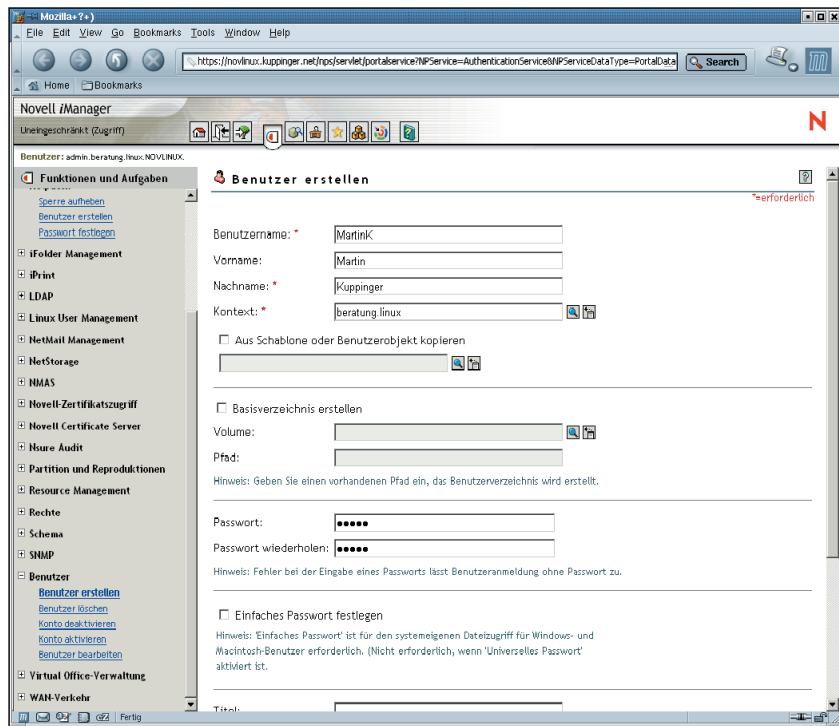 Mozilla+?+)
File Edit View Go Bookmarks Tools Window Help
https://novlinux.kuppinger.net/nps/servlet/portalservice?NPService=AuthenticationService&NPServiceDataType=PortalData
Search
Home Bookmarks
Novell iManager
Uneingeschränkt (Zugriff)
N
Benutzer: admin.beratung.linux.NOVLINUX.
Funktionen und Aufgaben
Sperre aufheben
Benutzer erstellen
Passwort festlegen
iFolder Management
iPrint
LDAP
Linux User Management
NetMail Management
NetStorage
NMAS
Novell-Zertifikatszugriff
Novell Certificate Server
Nsure Audit
Partition und Reproduktionen
Resource Management
Rechte
Schema
SNMP
Benutzer
Benutzer erstellen
Benutzer löschen
Konto deaktivieren
Konto aktivieren
Benutzer bearbeiten
Virtual Office-Verwaltung
WAN-Verkehr
Benutzer erstellen
*=erforderlich
Benutzername: * MartinK
Vorname: Martin
Nachname: * Kuppinger
Kontext: * beratung.linux
Aus Schablone oder Benutzerobjekt kopieren
Basisverzeichnis erstellen
Volume:
Pfad:
Hinweis: Geben Sie einen vorhandenen Pfad ein, das Benutzerverzeichnis wird erstellt.
Passwort: •••••
Passwort wiederholen: •••••
Hinweis: Fehler bei der Eingabe eines Passworts lässt Benutzeranmeldung ohne Passwort zu.
Einfaches Passwort festlegen
Hinweis: 'Einfaches Passwort' ist für den systemeigenen Dateizugriff für Windows- und
Macintosh-Benutzer erforderlich. (Nicht erforderlich, wenn 'Universelles Passwort'
aktiviert ist.
Titel:
Fertig